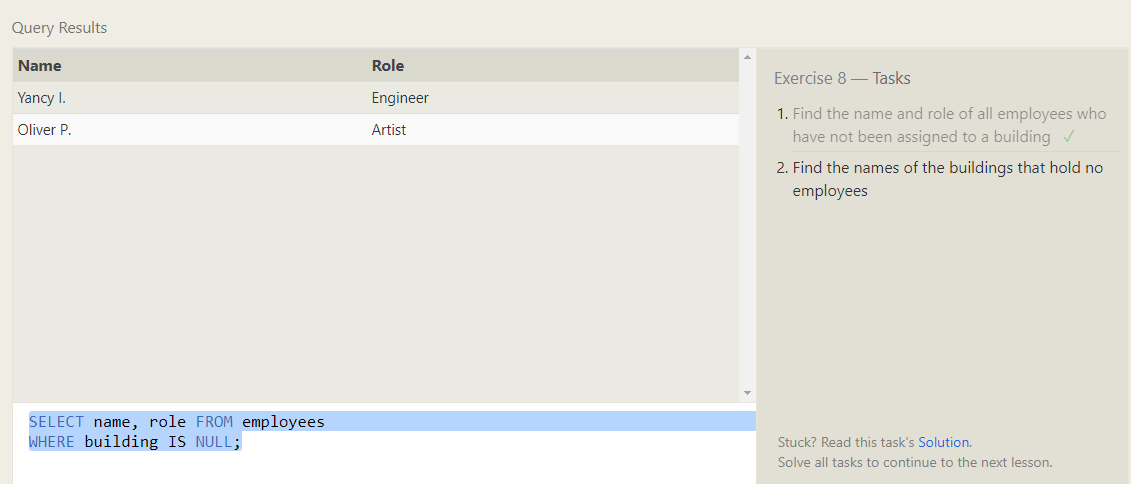 Query Results
Name Role
Yancy I. Engineer
Oliver P. Artist
SELECT name, role FROM employees
WHERE building IS NULL;
Exercise 8 — Tasks
1. Find the name and role of all employees who
have not been assigned to a building ✓
2. Find the names of the buildings that hold no
employees
Stuck? Read this task's Solution.
Solve all tasks to continue to the next lesson.